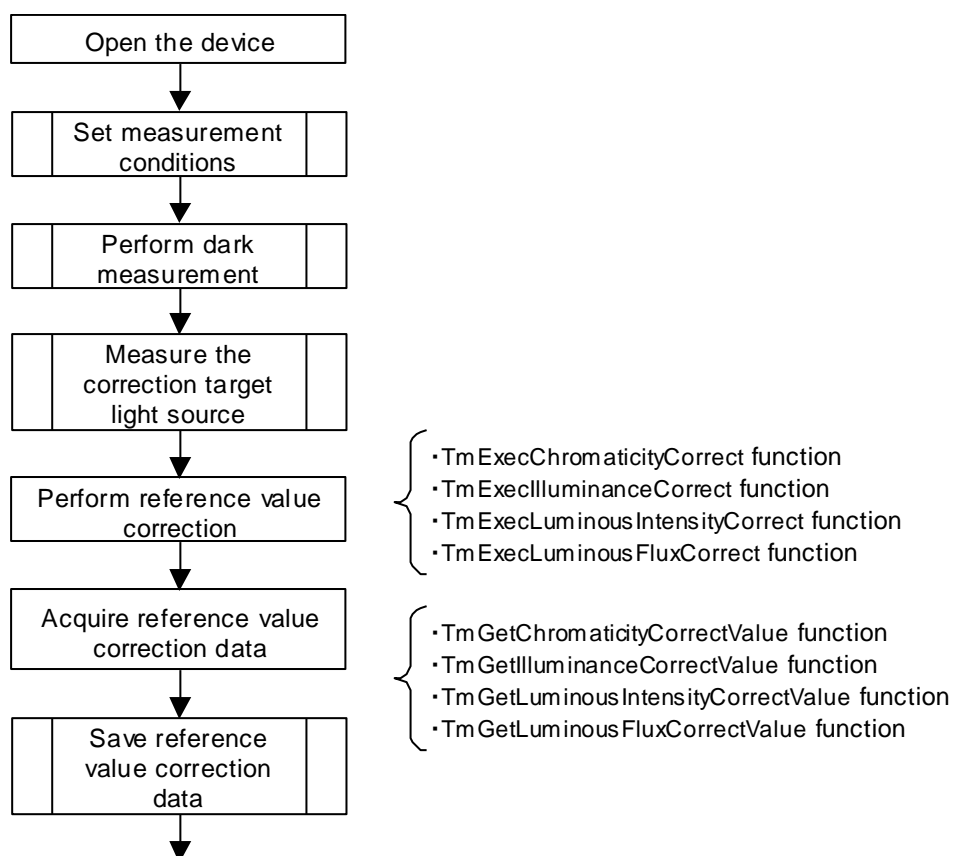 Open the device
Set measurement
conditions
Perform dark
measurement
Measure the
correction target
light source
Perform reference value
correction
・TmExecChromaticityCorrect function
・TmExecIlluminanceCorrect function
・TmExecLuminousIntensityCorrect function
・TmExecLuminousFluxCorrect function
Acquire reference value
correction data
・TmGetChromaticityCorrectValue function
・TmGetIlluminanceCorrectValue function
・TmGetLuminousIntensityCorrectValue function
・TmGetLuminousFluxCorrectValue function
Save reference
value correction
data